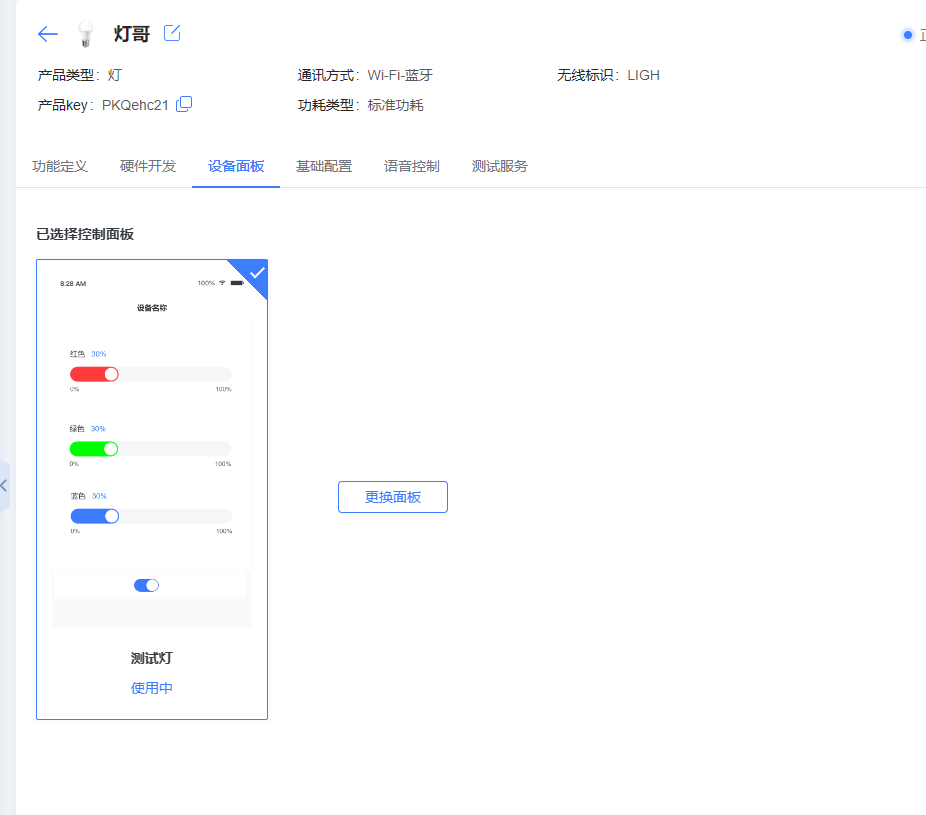 灯哥
产品类型：灯 通讯方式：Wi-Fi-蓝牙 无线标识：LIGH
产品key：PKQehc21 功耗类型：标准功耗
功能定义 硬件开发 设备面板 基础配置 语音控制 测试服务
已选择控制面板
8:28 AM 100%
设备名称
红色 30%
0% 100%
绿色 30%
0% 100%
蓝色 30%
0% 100%
更换面板
测试灯
使用中